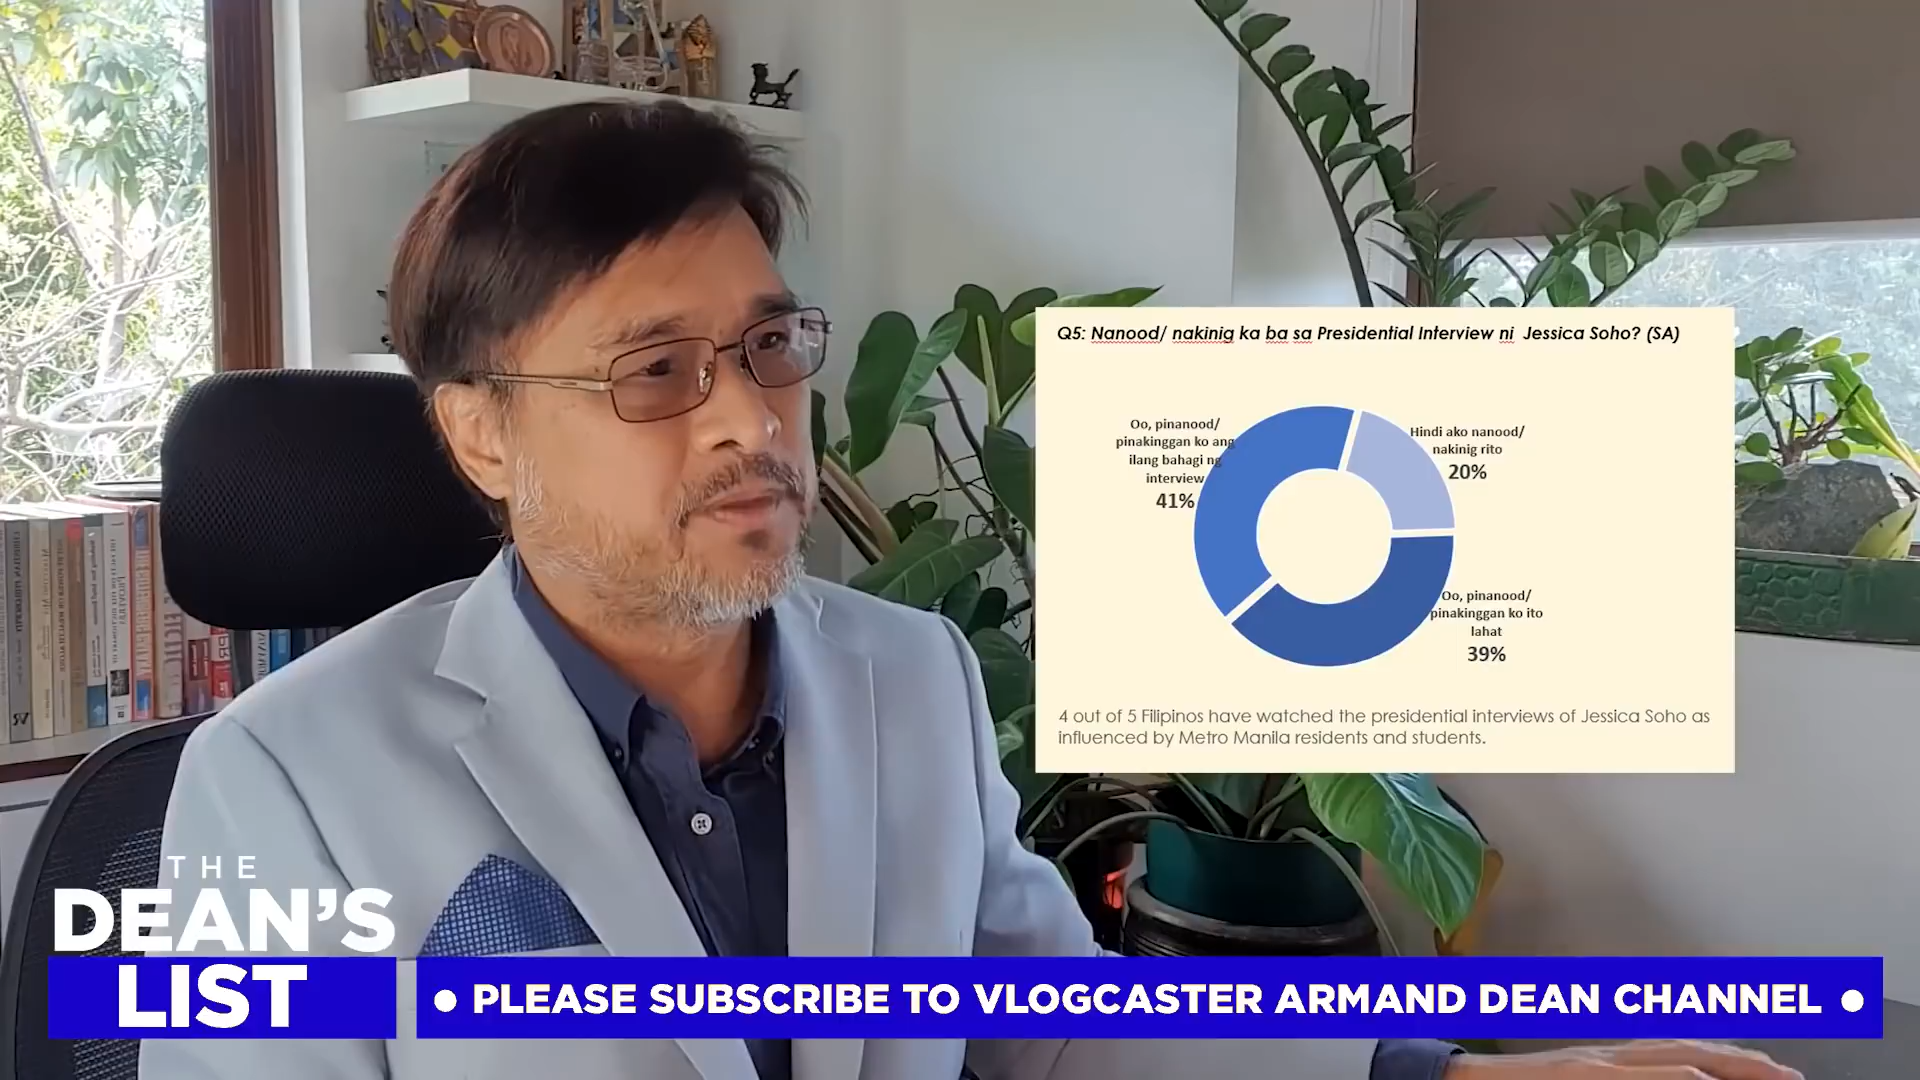 Q5: Nanood/ nakinig ka ba sa Presidential Interview ni Jessica Soho? (SA)
Oo, pinanood/
pinakinggan ko ang
ilang bahagi ng
interview
41%
Hindi ako nanood/
nakinig rito
20%
Oo, pinanood/
pinakinggan ko ito
lahat
39%
4 out of 5 Filipinos have watched the presidential interviews of Jessica Soho as
influenced by Metro Manila residents and students.
THE
DEAN'S
LIST
• PLEASE SUBSCRIBE TO VLOGCASTER ARMAND DEAN CHANNEL •